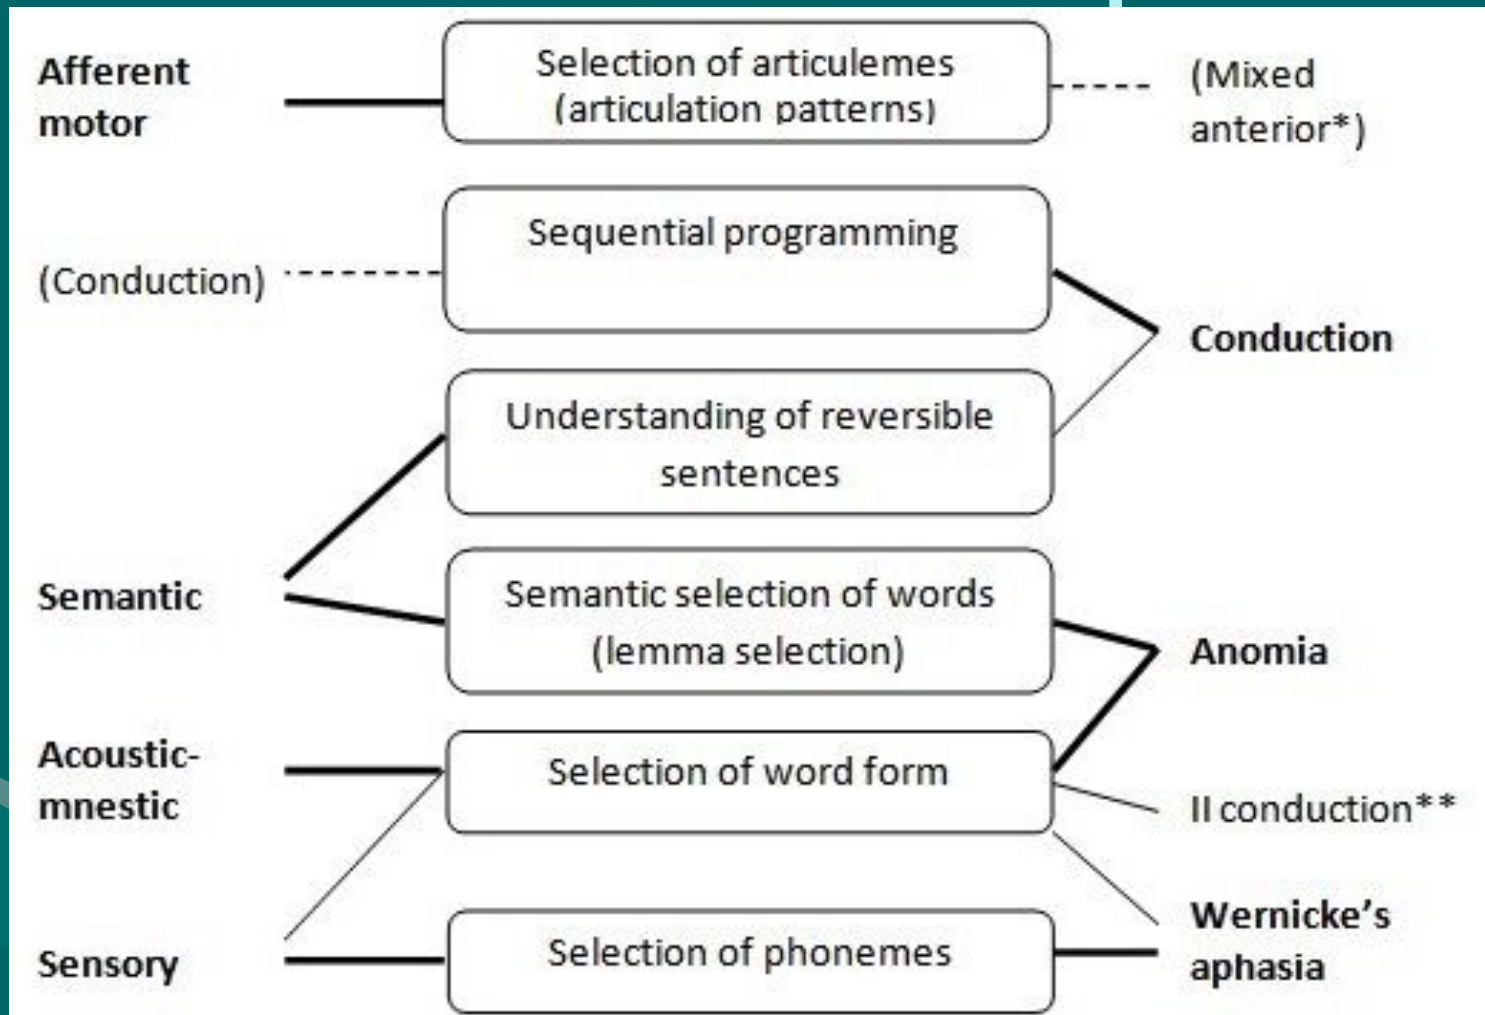 Afferent
motor
Selection of articulemes
(articulation patterns)
(Mixed
anterior*)
Sequential programming
(Conduction)
Conduction
Understanding of reversible
sentences
Semantic
Semantic selection of words
(lemma selection)
Anomia
Acoustic-
mnestic
Selection of word form
II conduction**
Sensory
Selection of phonemes
Wernicke’s
aphasia